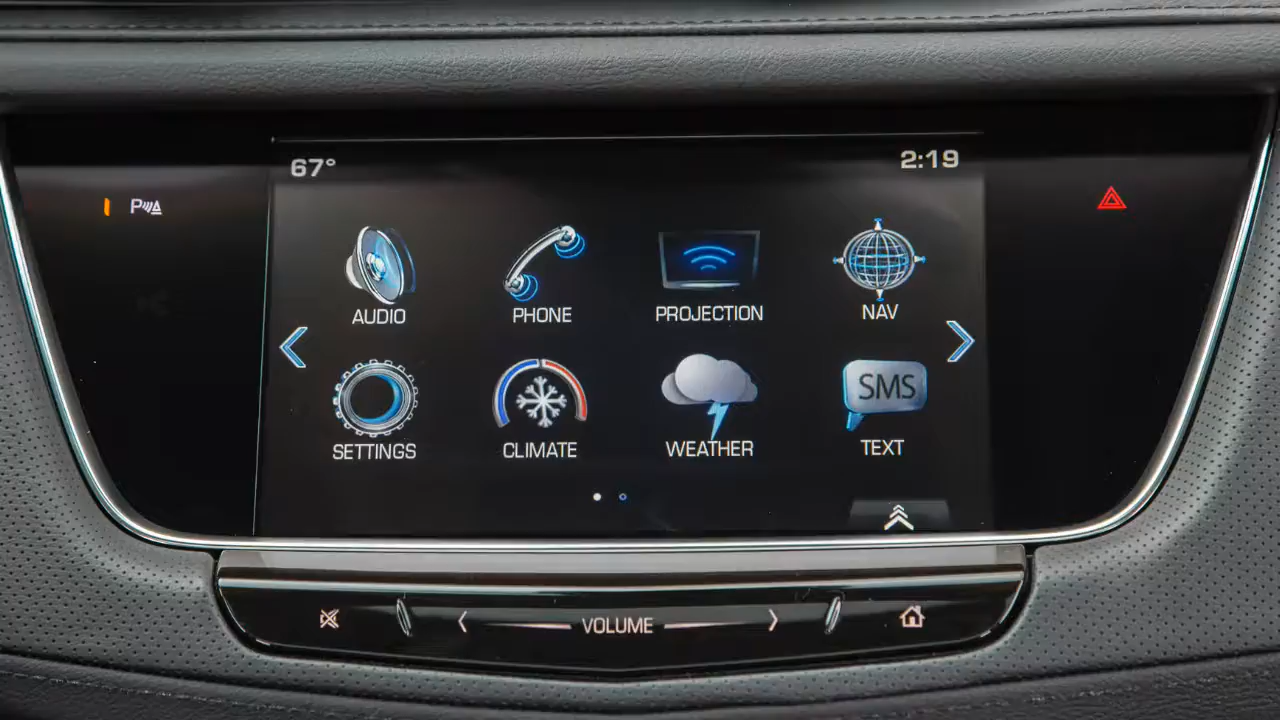 67° 2:19
P
AUDIO PHONE PROJECTION NAV
SMS
SETTINGS CLIMATE WEATHER TEXT
VOLUME